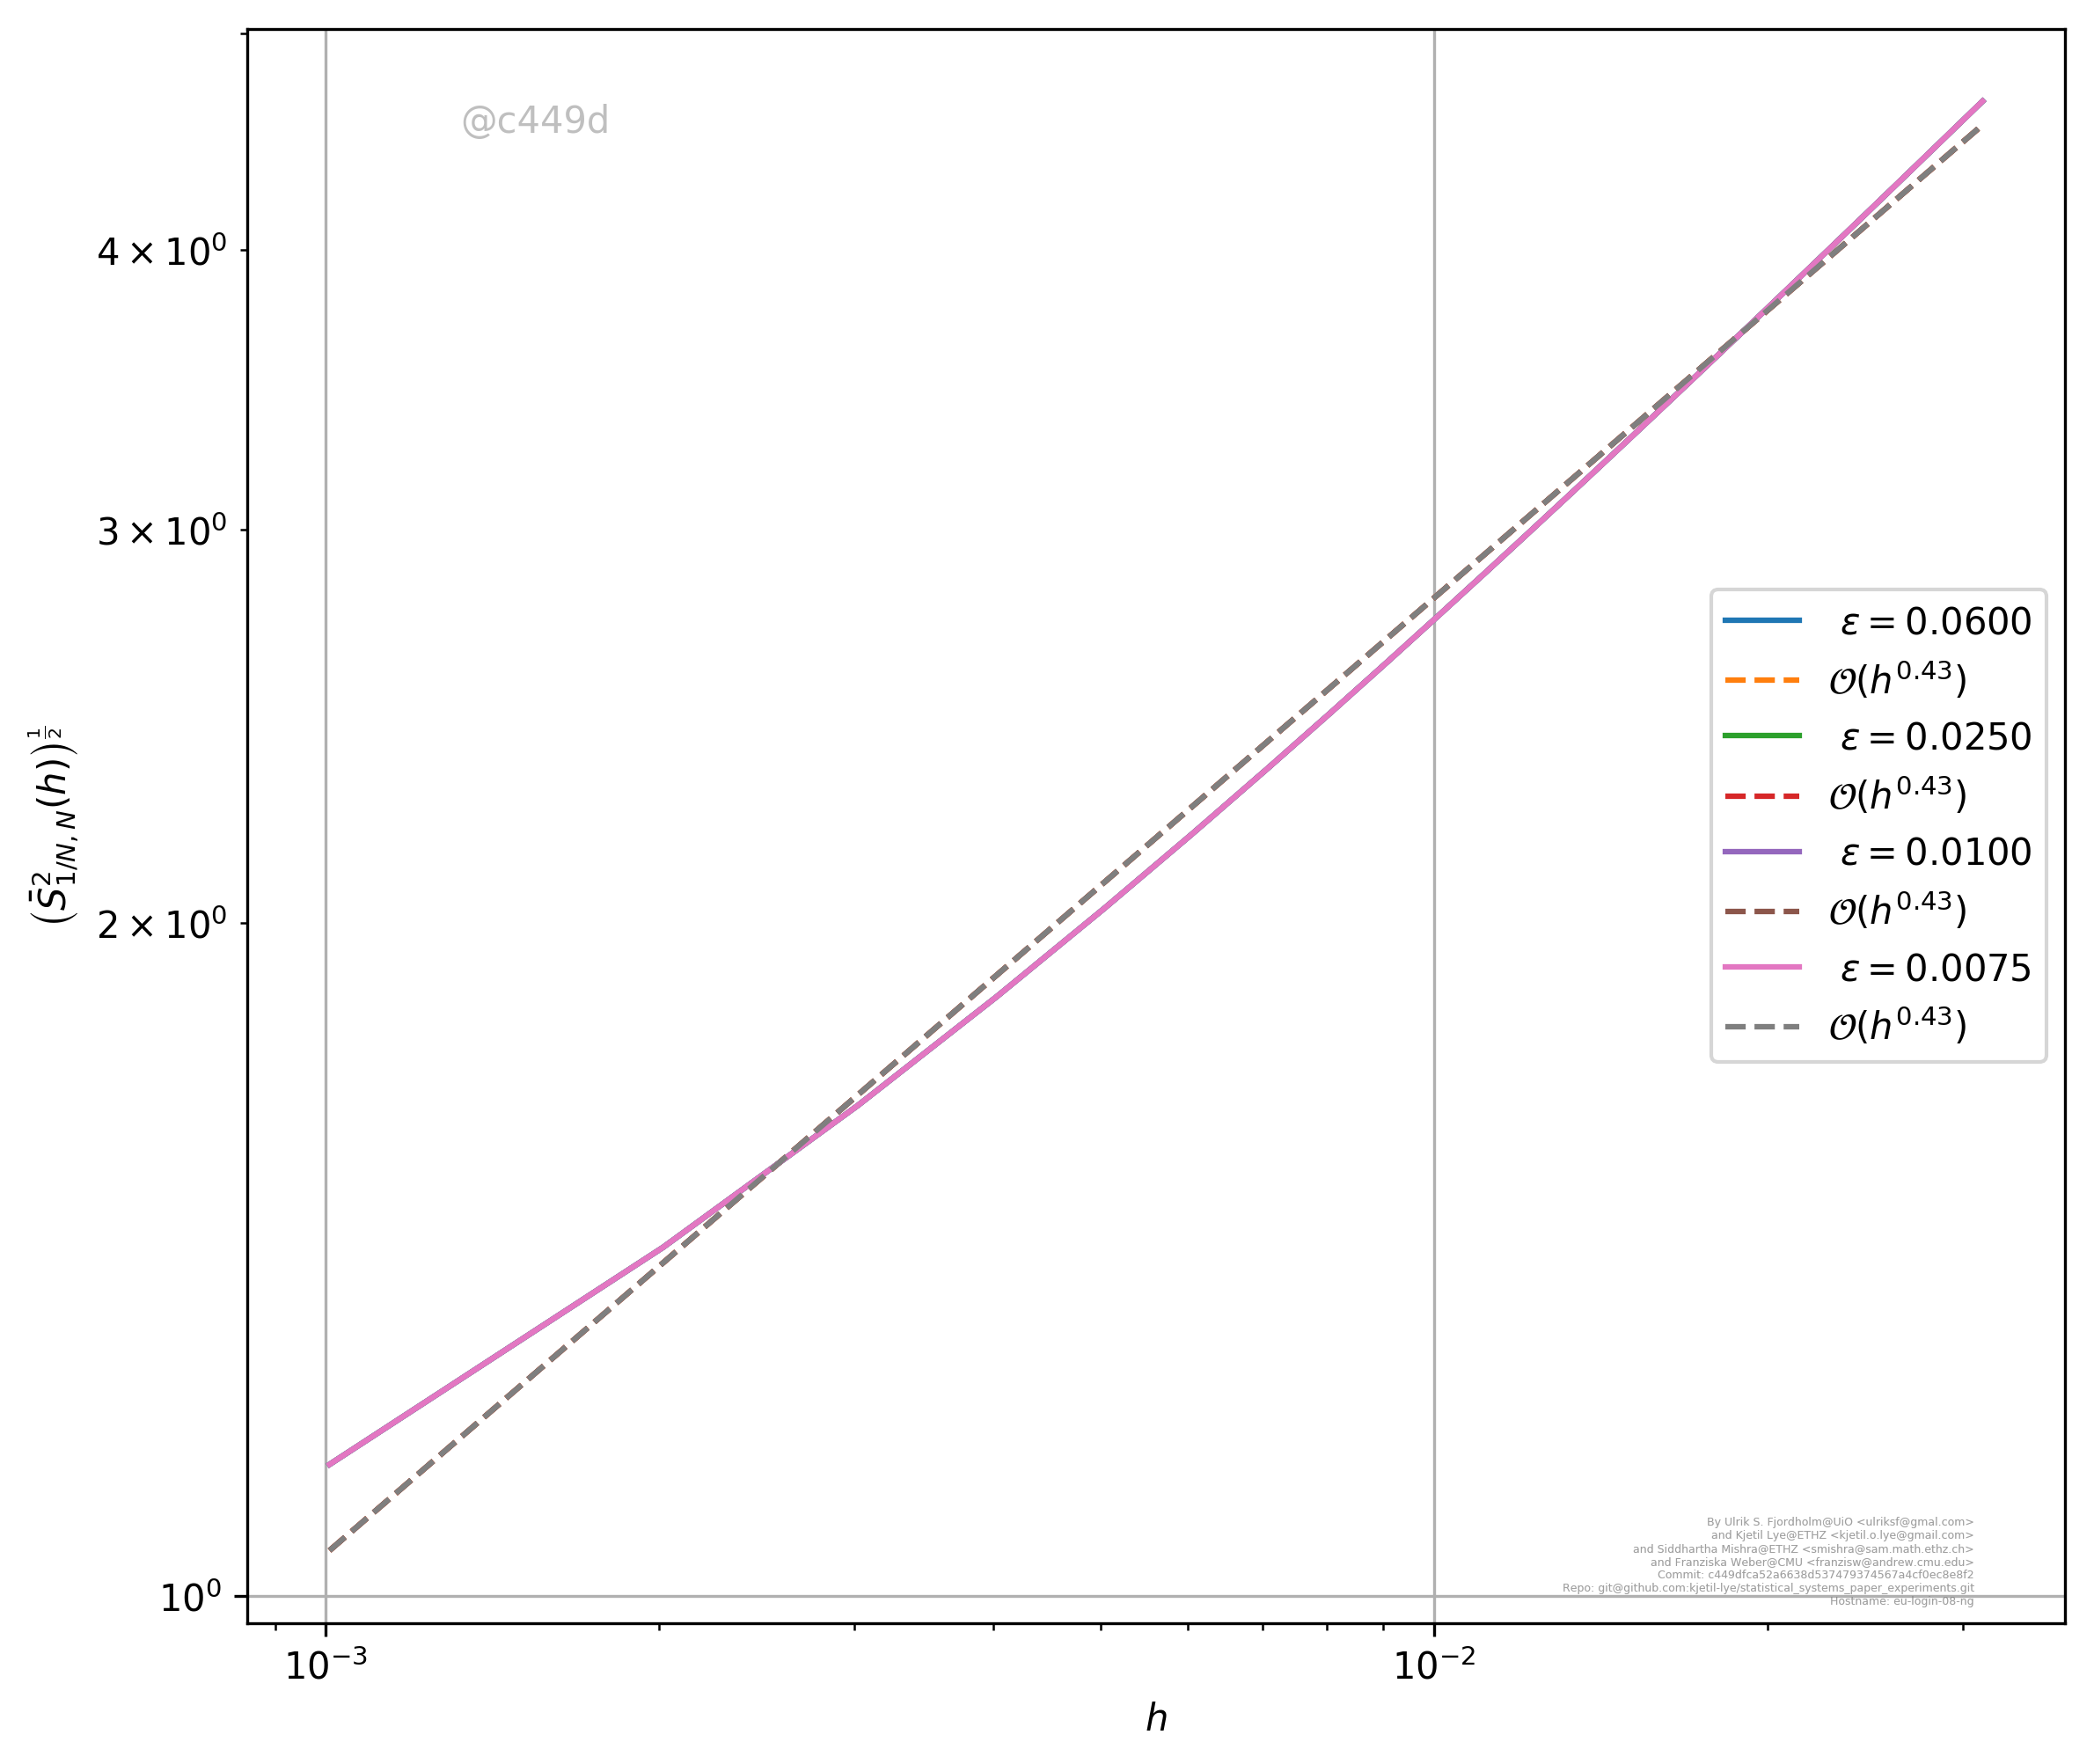 @c449d
4 × 10⁰
3 × 10⁰
2 × 10⁰
10⁰
(S̄²₁/N, N(h))^½
ε = 0.0600
𝒪(h^0.43)
ε = 0.0250
𝒪(h^0.43)
ε = 0.0100
𝒪(h^0.43)
ε = 0.0075
𝒪(h^0.43)
By Ulrik S. Fjordholm@UiO <ulriksf@gmal.com>
and Kjetil Lye@ETHZ <kjetil.o.lye@gmail.com>
and Siddhartha Mishra@ETHZ <smishra@sam.math.ethz.ch>
and Franziska Weber@CMU <franzisw@andrew.cmu.edu>
Commit: c449dfca52a6638d537479374567a4cf0ec8e8f2
Repo: git@github.com:kjetil-lye/statistical_systems_paper_experiments.git
Hostname: eu-login-08-ng
10⁻³
10⁻²
h